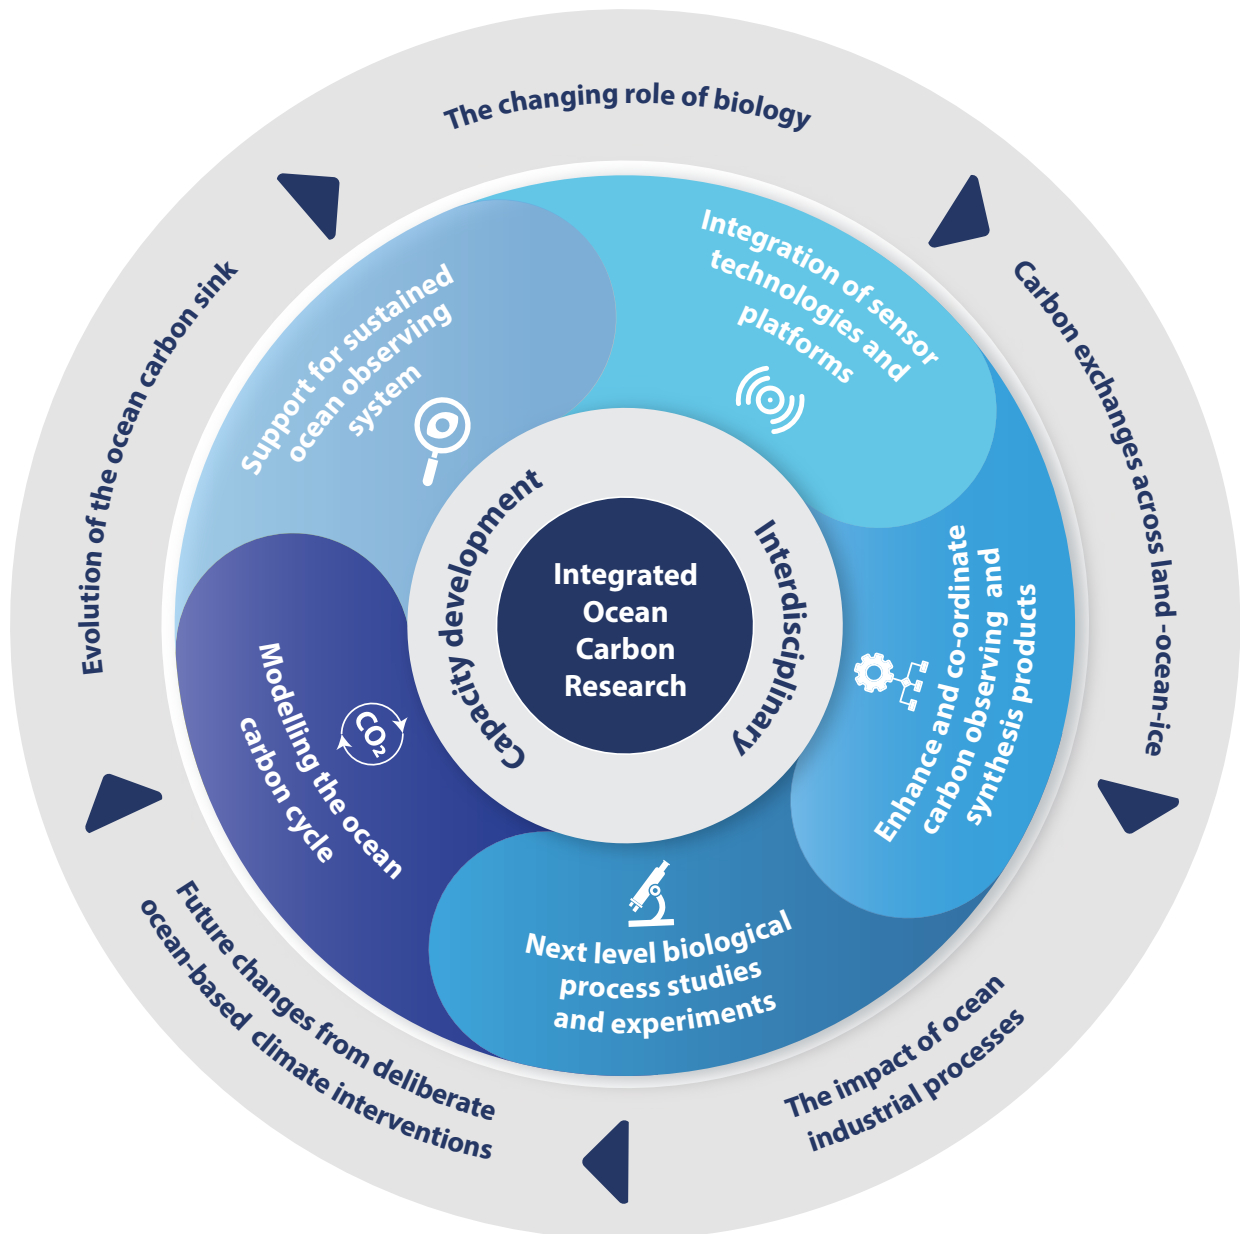 The changing role of biology
Carbon exchanges across land -ocean-ice
The impact of ocean
industrial processes
Future changes from deliberate
ocean-based climate interventions
Evolution of the ocean carbon sink
Integration of sensor
technologies and
platforms
Enhance and co-ordinate
carbon observing and
synthesis products
Next level biological
process studies
and experiments
Modelling the ocean
carbon cycle
CO₂
Support for sustained
ocean observing
system
Capacity development
Interdisciplinary
Integrated
Ocean
Carbon
Research